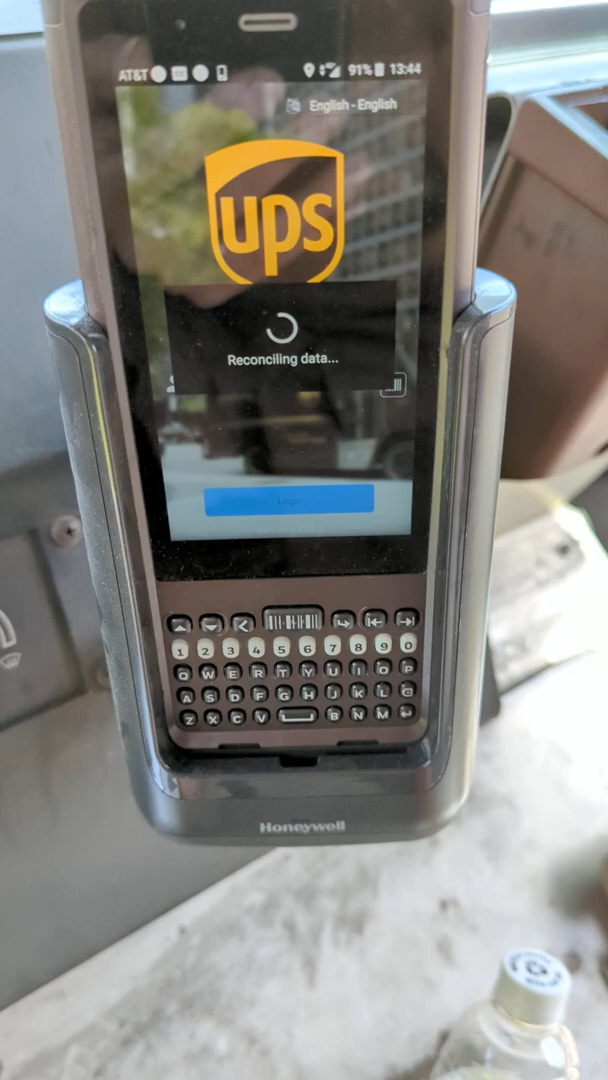 AT&T 91% 13:44
English - English
ups
Reconciling data...
Login
1 2 3 4 5 6 7 8 9 0
Q W E R T Y U I O P
A S D F G H J K L
Z X C V B N M
Honeywell